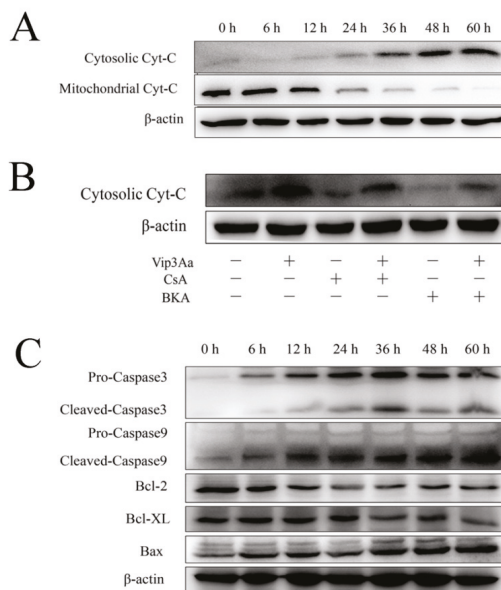 A
0 h 6 h 12 h 24 h 36 h 48 h 60 h
Cytosolic Cyt-C
Mitochondrial Cyt-C
β-actin
B
Cytosolic Cyt-C
β-actin
Vip3Aa − + − + − +
CsA − − + + − −
BKA − − − − + +
C
0 h 6 h 12 h 24 h 36 h 48 h 60 h
Pro-Caspase3
Cleaved-Caspase3
Pro-Caspase9
Cleaved-Caspase9
Bcl-2
Bcl-XL
Bax
β-actin